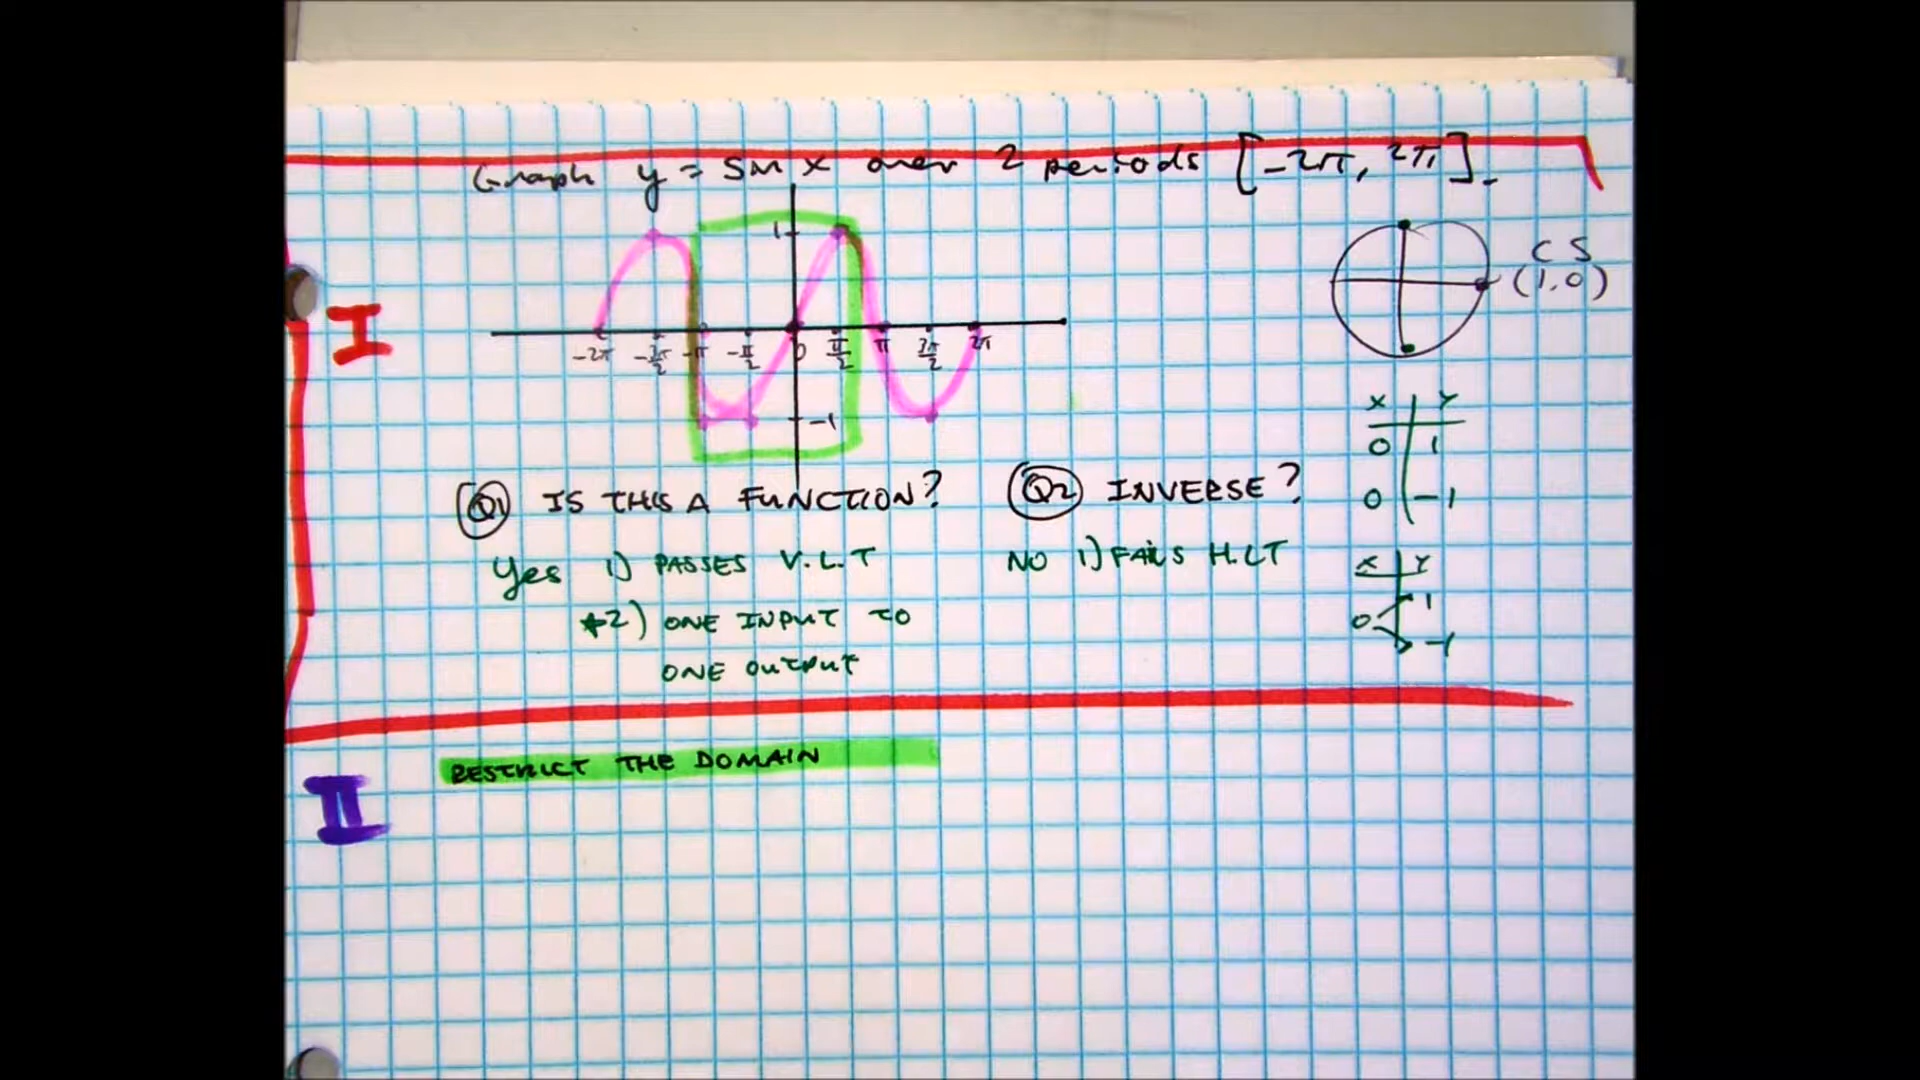 Graph y = sin x over 2 periods [-2π, 2π].
1
-2π -3π/2 -π -π/2 0 π/2 π 3π/2 2π
-1
C S
(1,0)
I
X Y
0 1
0 -1
Q1 IS THIS A FUNCTION?
Yes 1) PASSES V.L.T
*2) ONE INPUT TO
ONE OUTPUT
Q2 INVERSE?
NO 1) FAILS H.L.T
X Y
0 1
-1
II
RESTRICT THE DOMAIN